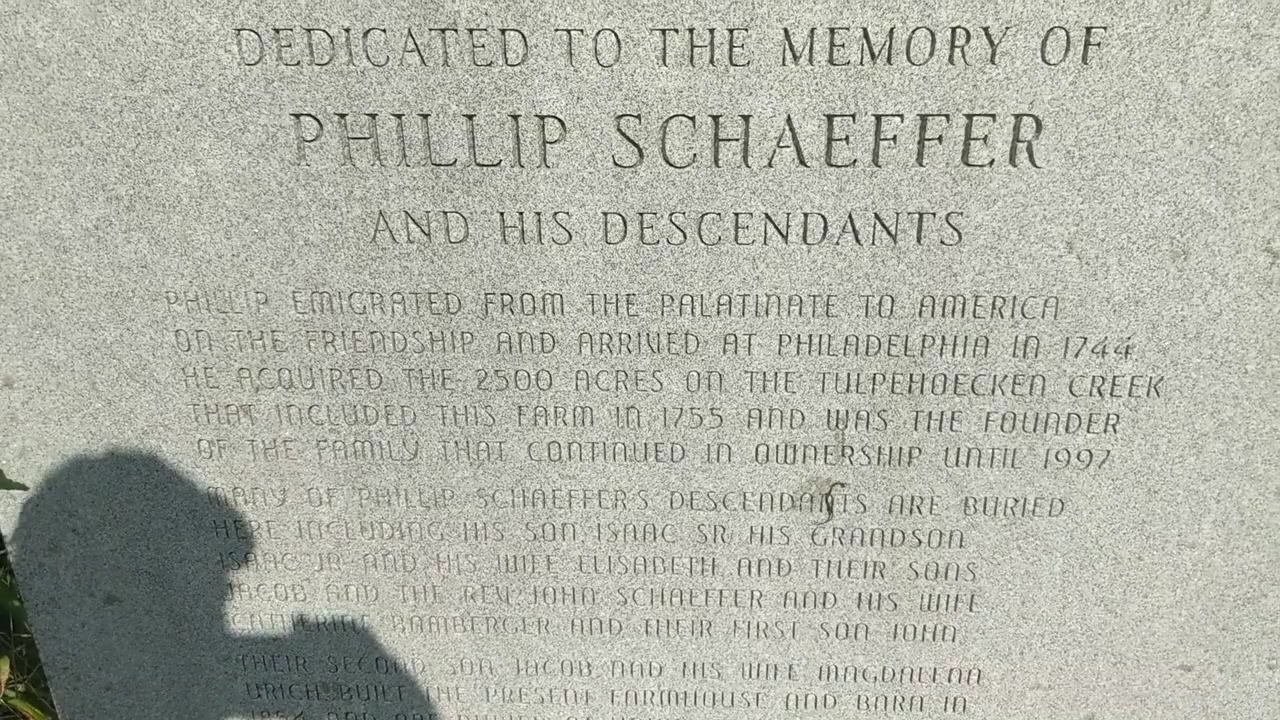 DEDICATED TO THE MEMORY OF
PHILLIP SCHAEFFER
AND HIS DESCENDANTS
PHILLIP EMIGRATED FROM THE PALATINATE TO AMERICA
ON THE FRIENDSHIP AND ARRIVED AT PHILADELPHIA IN 1744
HE ACQUIRED THE 2500 ACRES ON THE TULPEHOECKEN CREEK
THAT INCLUDED THIS FARM IN 1755 AND WAS THE FOUNDER
OF THE FAMILY THAT CONTINUED IN OWNERSHIP UNTIL 1997
MANY OF PHILLIP SCHAEFFER'S DESCENDANTS ARE BURIED
HERE INCLUDING HIS SON ISAAC SR. HIS GRANDSON
ISAAC JR. AND HIS WIFE ELISABETH, AND THEIR SONS
JACOB AND THE REV. JOHN SCHAEFFER AND HIS WIFE
CATHERINE BAMBERGER AND THEIR FIRST SON JOHN
THEIR SECOND SON JACOB AND HIS WIFE MAGDALENA
URICH BUILT THE PRESENT FARMHOUSE AND BARN IN
AND ARE BURIED AT